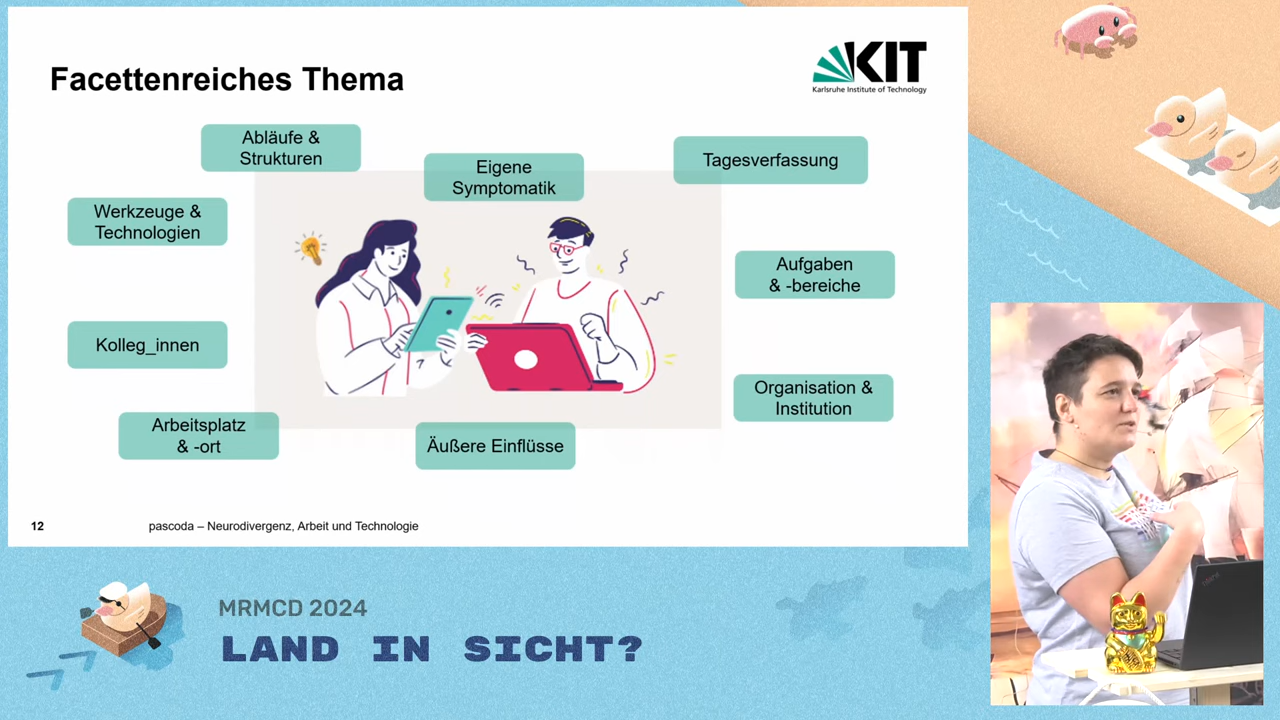 Facettenreiches Thema
KIT
Karlsruhe Institute of Technology
Abläufe &
Strukturen
Eigene
Symptomatik
Tagesverfassung
Werkzeuge &
Technologien
Aufgaben
& -bereiche
Kolleg_innen
Organisation &
Institution
Arbeitsplatz
& -ort
Äußere Einflüsse
12
pascoda – Neurodivergenz, Arbeit und Technologie
MRMCD 2024
LAND IN SICHT?